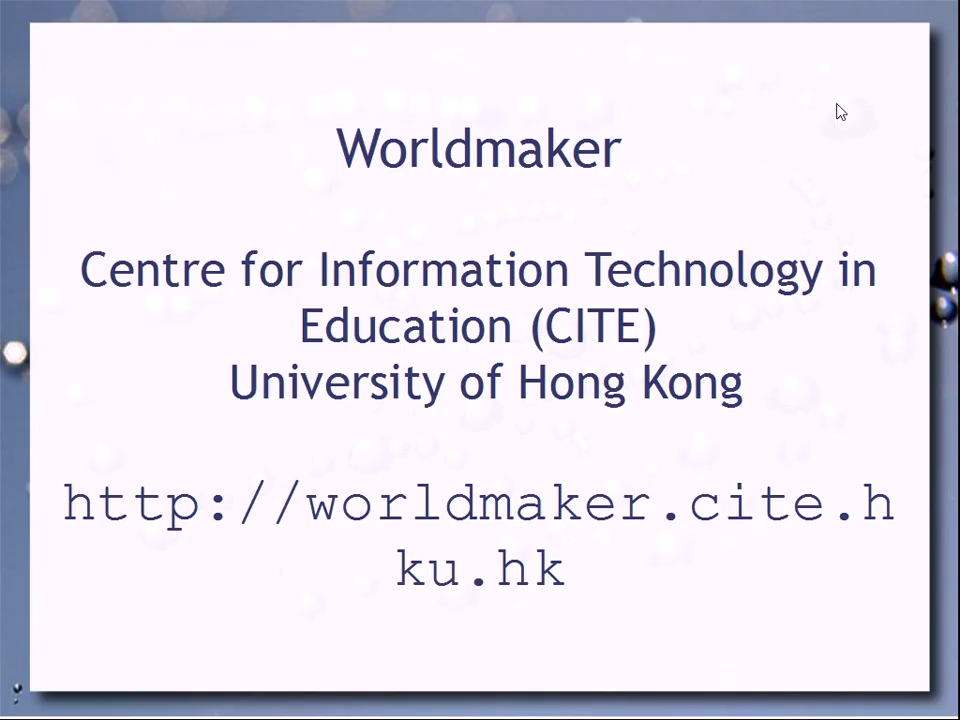 Worldmaker
Centre for Information Technology in
Education (CITE)
University of Hong Kong
http://worldmaker.cite.h
ku.hk